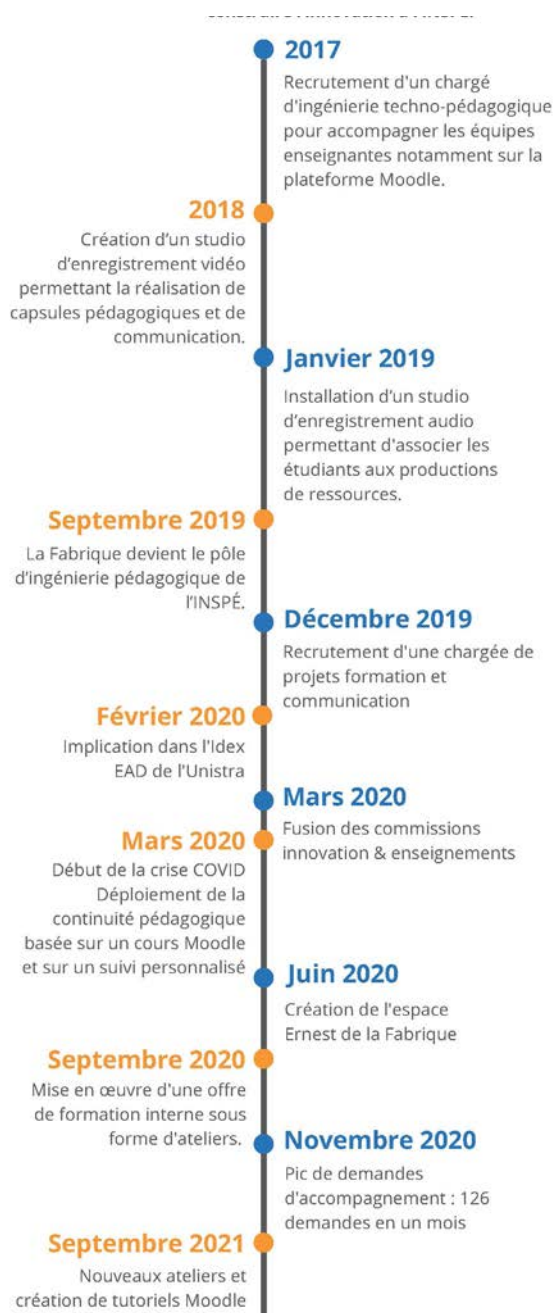 2017
Recrutement d'un chargé
d'ingénierie techno-pédagogique
pour accompagner les équipes
enseignantes notamment sur la
plateforme Moodle.
2018
Création d'un studio
d'enregistrement vidéo
permettant la réalisation de
capsules pédagogiques et de
communication.
Janvier 2019
Installation d'un studio
d'enregistrement audio
permettant d'associer les
étudiants aux productions
de ressources.
Septembre 2019
La Fabrique devient le pôle
d'ingénierie pédagogique de
l'INSPÉ.
Décembre 2019
Recrutement d'une chargée de
projets formation et
communication
Février 2020
Implication dans l'Idex
EAD de l'Unistra
Mars 2020
Fusion des commissions
innovation & enseignements
Mars 2020
Début de la crise COVID
Déploiement de la
continuité pédagogique
basée sur un cours Moodle
et sur un suivi personnalisé
Juin 2020
Création de l'espace
Ernest de la Fabrique
Septembre 2020
Mise en œuvre d'une offre
de formation interne sous
forme d'ateliers.
Novembre 2020
Pic de demandes
d'accompagnement : 126
demandes en un mois
Septembre 2021
Nouveaux ateliers et
création de tutoriels Moodle